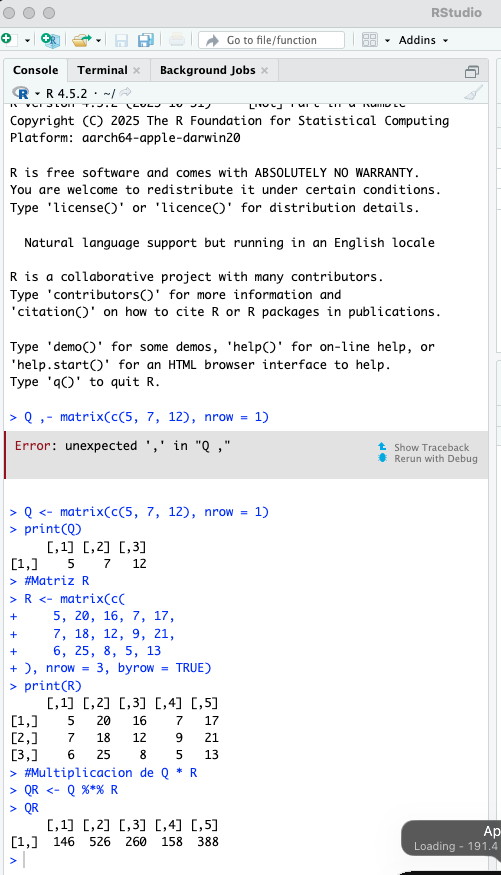 RStudio
Go to file/function
Addins
Console Terminal Background Jobs
R 4.5.2 · ~/
Copyright (C) 2025 The R Foundation for Statistical Computing
Platform: aarch64-apple-darwin20
R is free software and comes with ABSOLUTELY NO WARRANTY.
You are welcome to redistribute it under certain conditions.
Type 'license()' or 'licence()' for distribution details.
Natural language support but running in an English locale
R is a collaborative project with many contributors.
Type 'contributors()' for more information and
'citation()' on how to cite R or R packages in publications.
Type 'demo()' for some demos, 'help()' for on-line help, or
'help.start()' for an HTML browser interface to help.
Type 'q()' to quit R.
> Q ,- matrix(c(5, 7, 12), nrow = 1)
Error: unexpected ',' in "Q ,"
Show Traceback
Rerun with Debug
> Q <- matrix(c(5, 7, 12), nrow = 1)
> print(Q)
     [,1] [,2] [,3]
[1,]    5    7   12
> #Matriz R
> R <- matrix(c(
+     5, 20, 16, 7, 17,
+     7, 18, 12, 9, 21,
+     6, 25, 8, 5, 13
+ ), nrow = 3, byrow = TRUE)
> print(R)
     [,1] [,2] [,3] [,4] [,5]
[1,]    5   20   16    7   17
[2,]    7   18   12    9   21
[3,]    6   25    8    5   13
> #Multiplicacion de Q * R
> QR <- Q %*% R
> QR
     [,1] [,2] [,3] [,4] [,5]
[1,]  146  526  260  158  388
>
Ap
Loading - 191.4